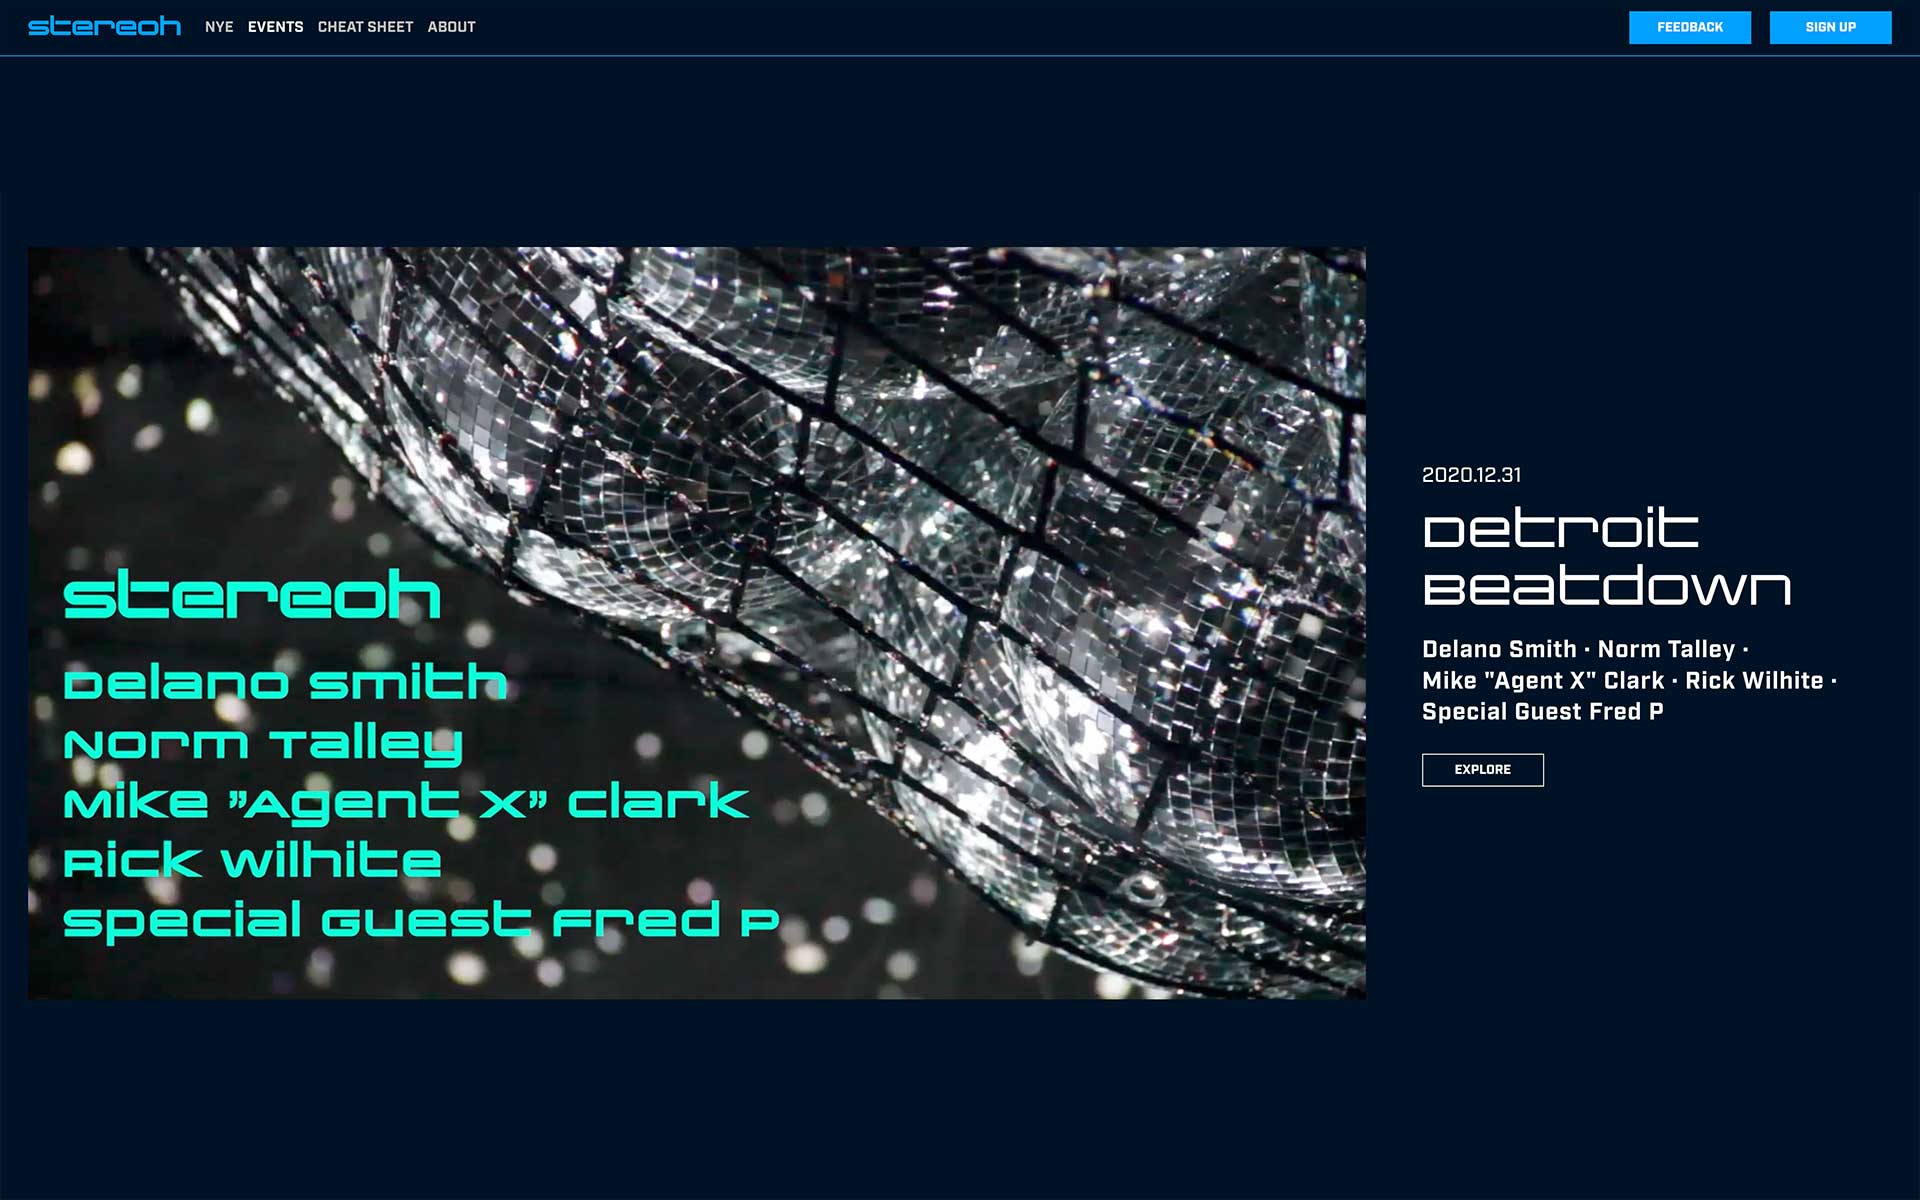 stereoh
NYE EVENTS CHEAT SHEET ABOUT
FEEDBACK
SIGN UP
stereoh
Delano Smith
Norm Talley
Mike "Agent X" Clark
Rick Wilhite
Special Guest Fred P
2020.12.31
Detroit
Beatdown
Delano Smith · Norm Talley ·
Mike "Agent X" Clark · Rick Wilhite ·
Special Guest Fred P
EXPLORE